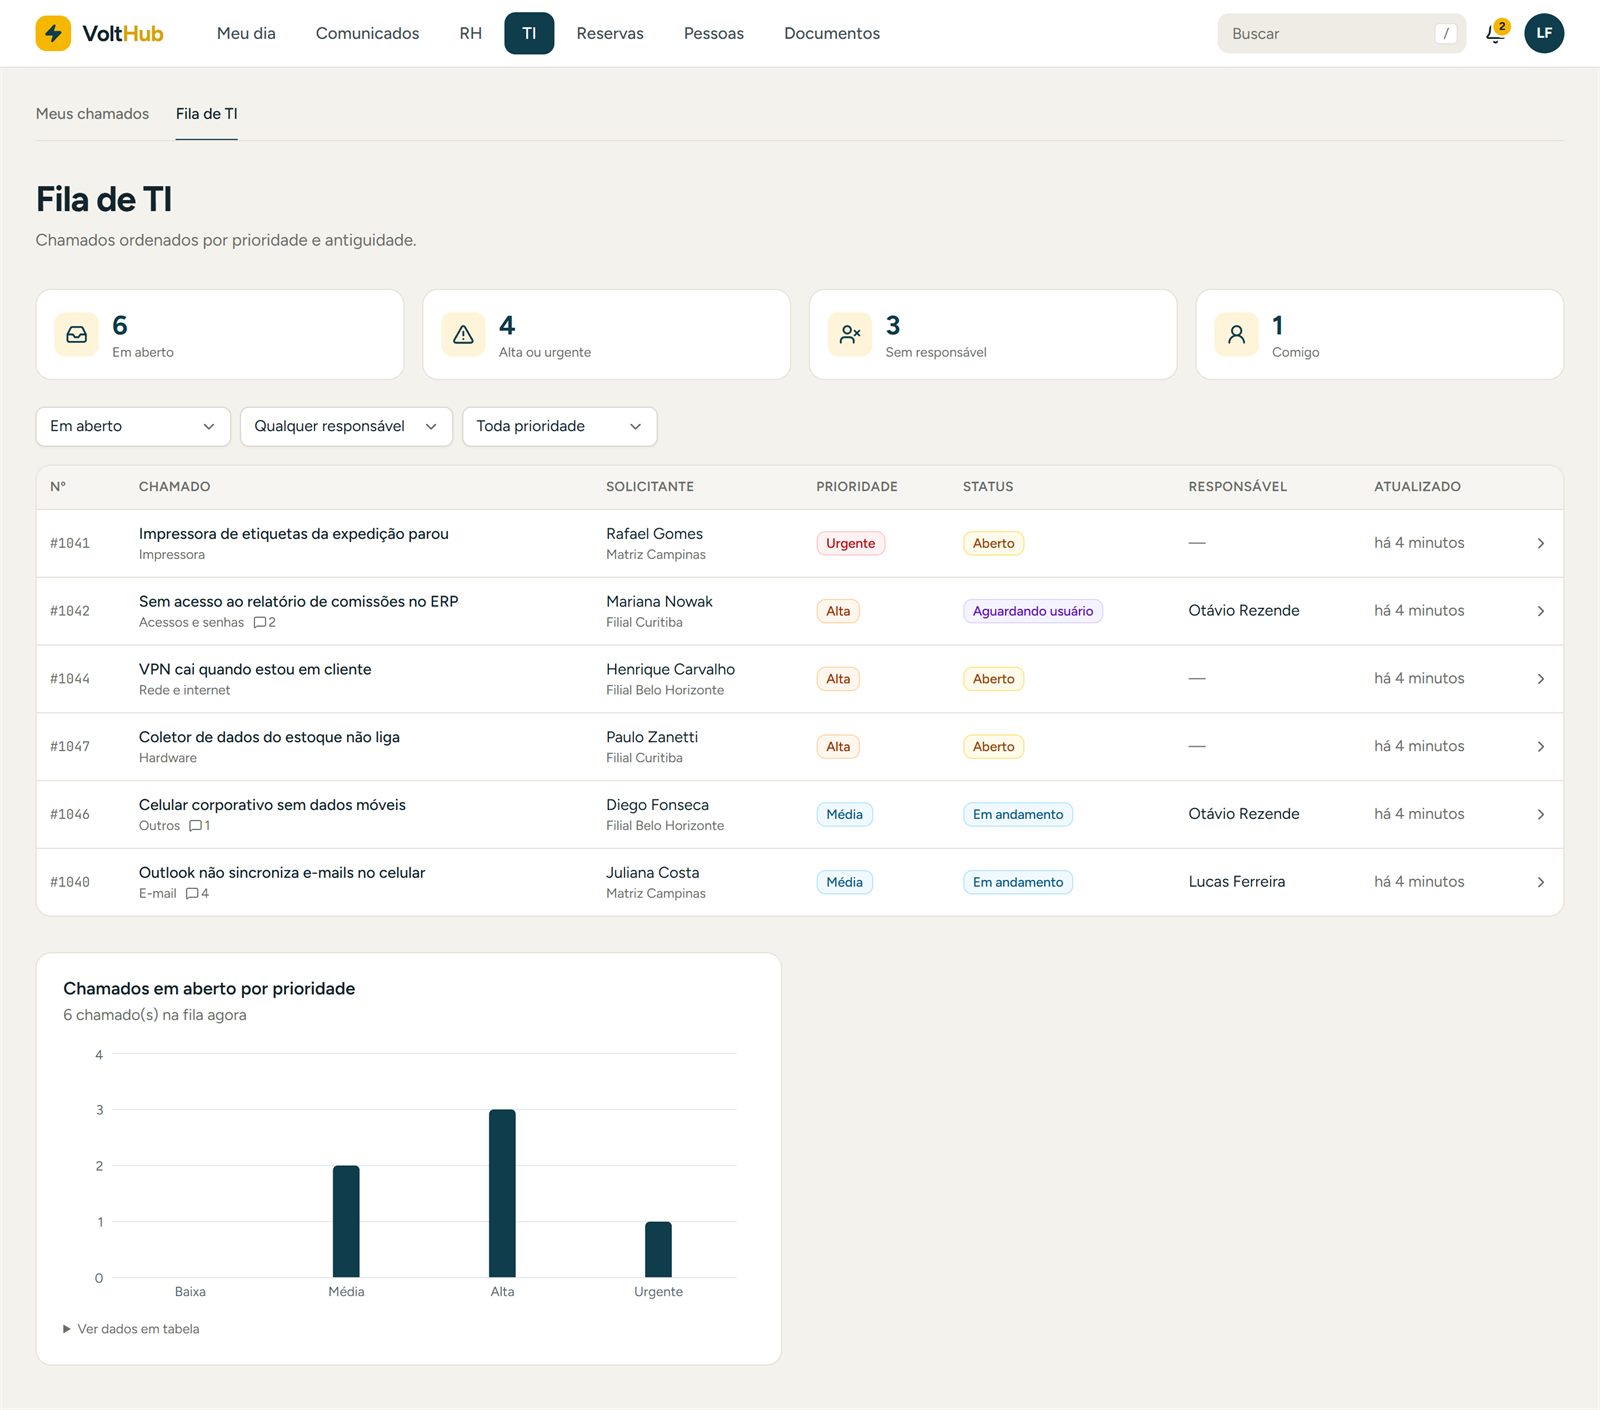 VoltHub
Meu dia
Comunicados
RH
TI
Reservas
Pessoas
Documentos
Buscar
/
2
LF
Meus chamados
Fila de TI
Fila de TI
Chamados ordenados por prioridade e antiguidade.
6
Em aberto
4
Alta ou urgente
3
Sem responsável
1
Comigo
Em aberto
Qualquer responsável
Toda prioridade
Nº CHAMADO SOLICITANTE PRIORIDADE STATUS RESPONSÁVEL ATUALIZADO
#1041 Impressora de etiquetas da expedição parou Rafael Gomes Urgente Aberto — há 4 minutos
Impressora Matriz Campinas
#1042 Sem acesso ao relatório de comissões no ERP Mariana Nowak Alta Aguardando usuário Otávio Rezende há 4 minutos
Acessos e senhas 2 Filial Curitiba
#1044 VPN cai quando estou em cliente Henrique Carvalho Alta Aberto — há 4 minutos
Rede e internet Filial Belo Horizonte
#1047 Coletor de dados do estoque não liga Paulo Zanetti Alta Aberto — há 4 minutos
Hardware Filial Curitiba
#1046 Celular corporativo sem dados móveis Diego Fonseca Média Em andamento Otávio Rezende há 4 minutos
Outros 1 Filial Belo Horizonte
#1040 Outlook não sincroniza e-mails no celular Juliana Costa Média Em andamento Lucas Ferreira há 4 minutos
E-mail 4 Matriz Campinas
Chamados em aberto por prioridade
6 chamado(s) na fila agora
4
3
2
1
0
Baixa Média Alta Urgente
Ver dados em tabela